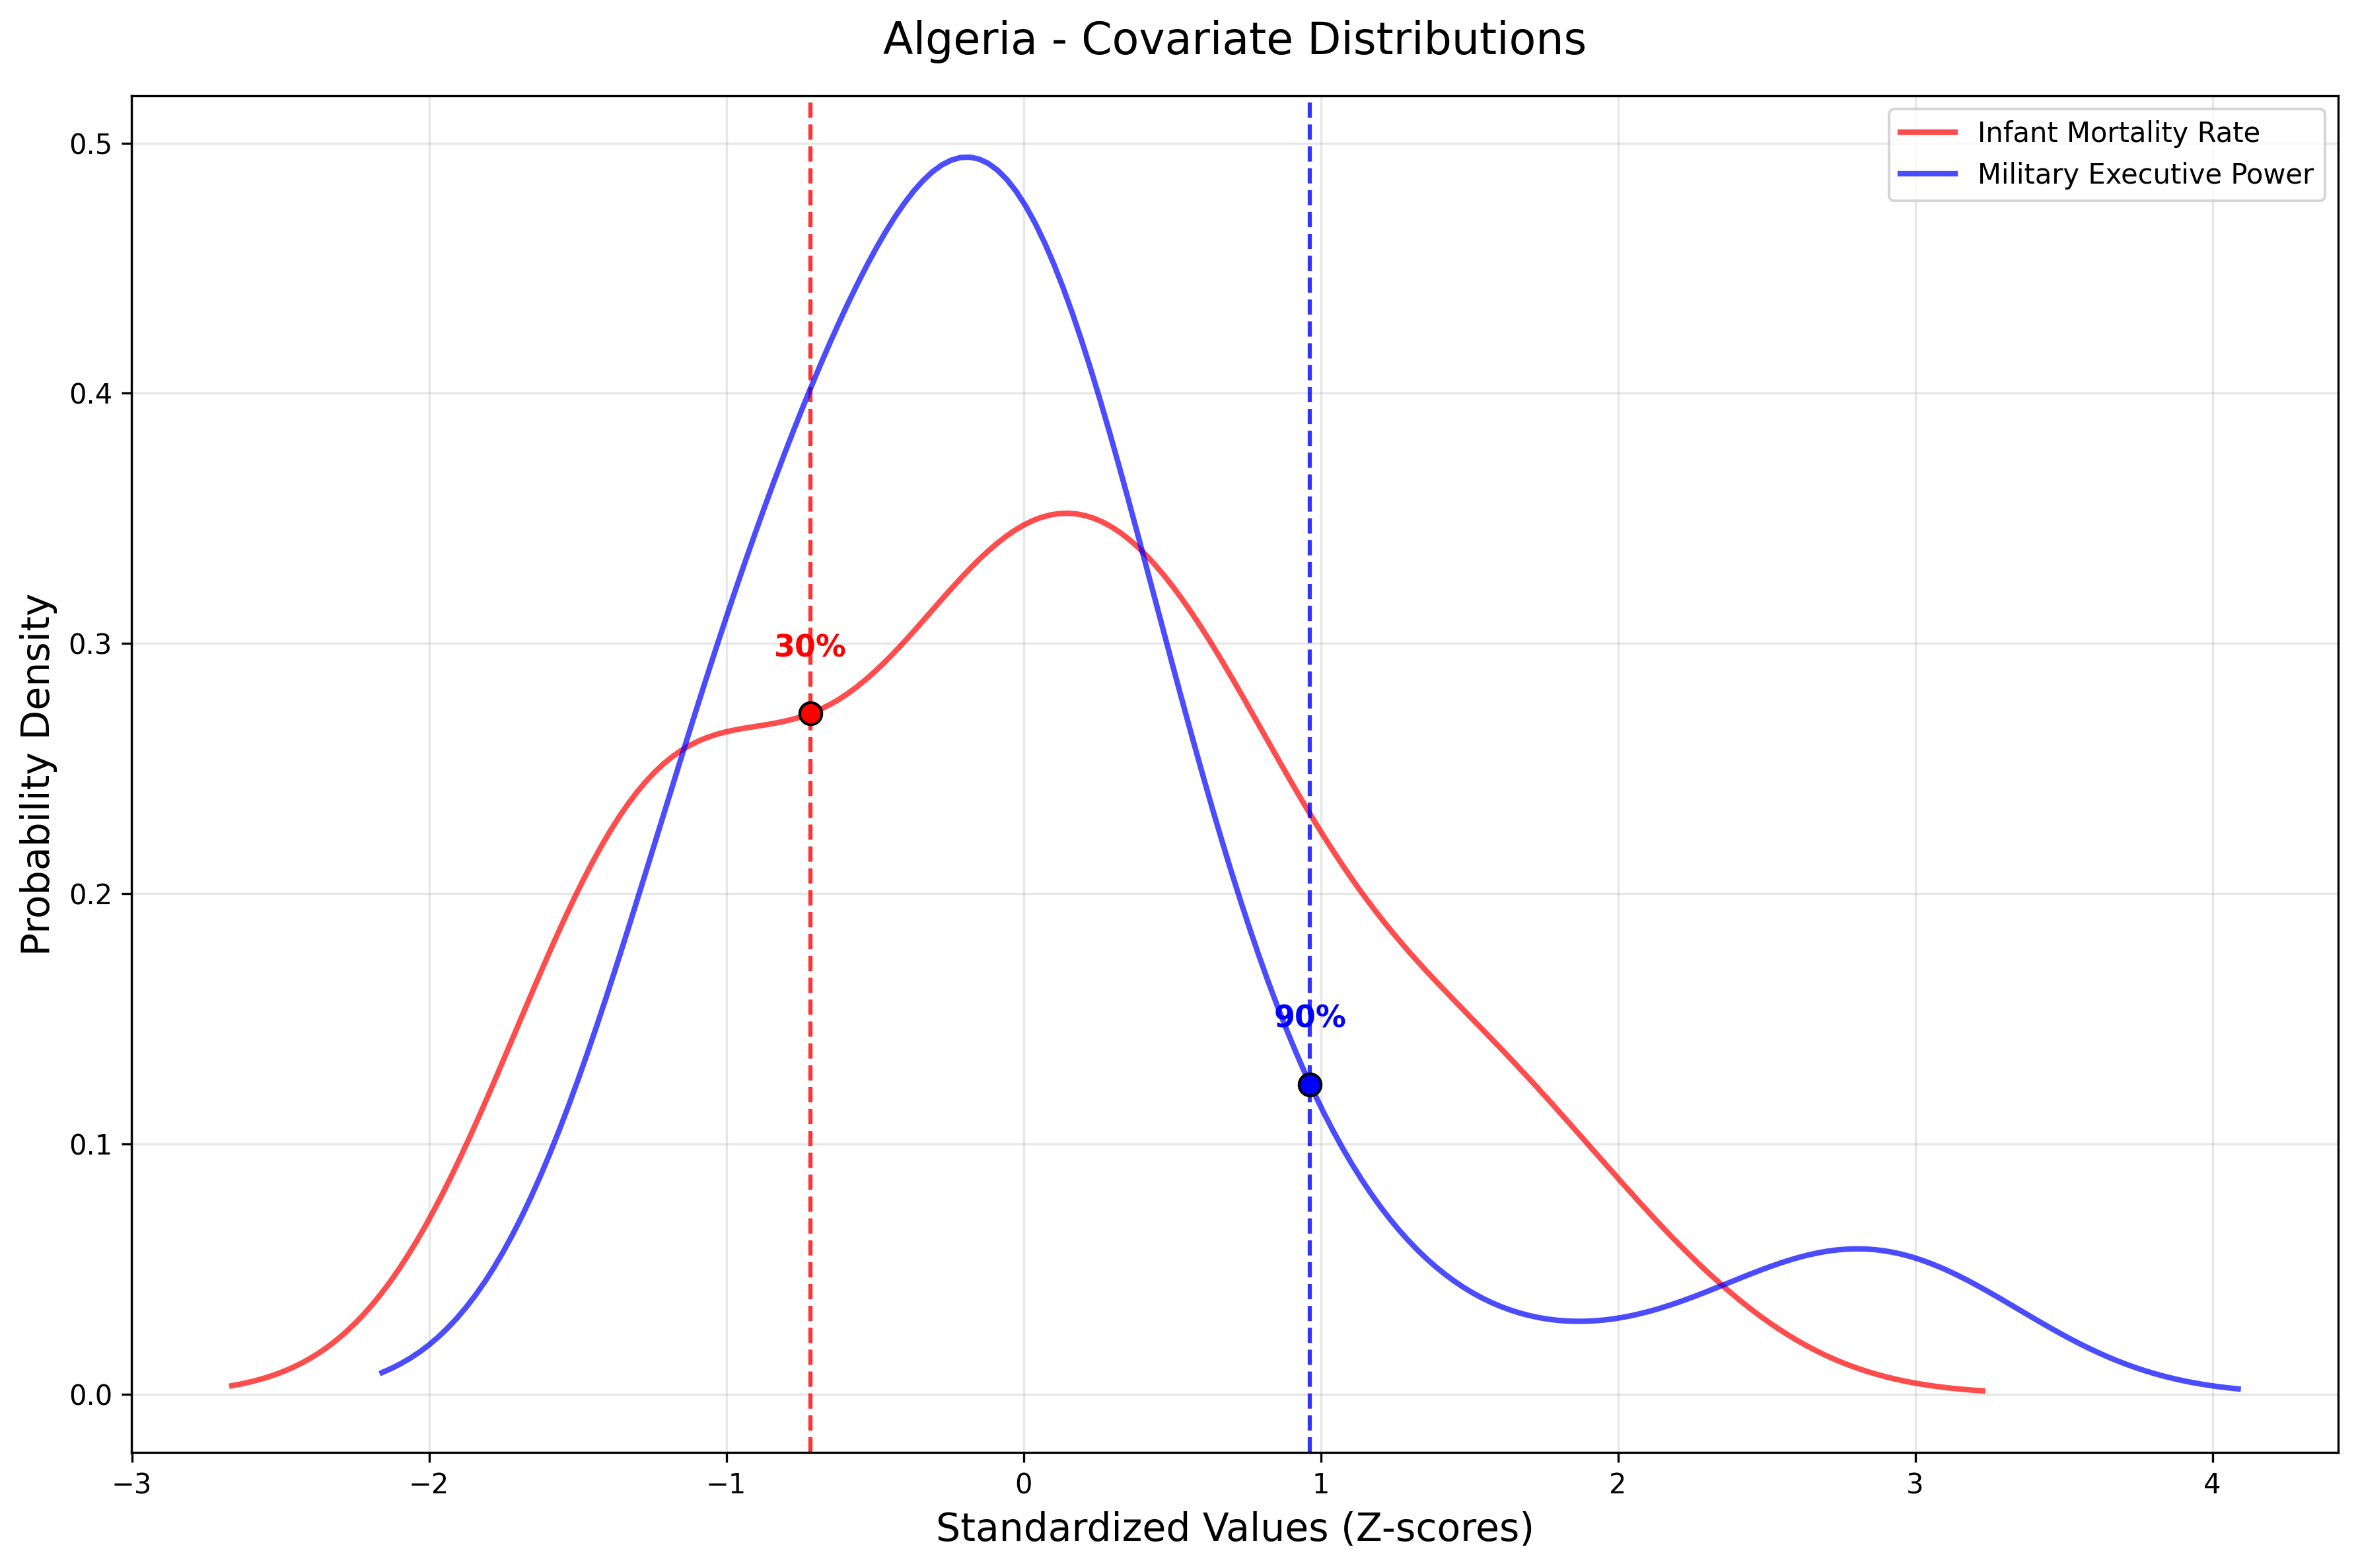 Algeria - Covariate Distributions
Infant Mortality Rate
Military Executive Power
Probability Density
0.5
0.4
0.3
0.2
0.1
0.0
30%
90%
−3 −2 −1 0 1 2 3 4
Standardized Values (Z-scores)